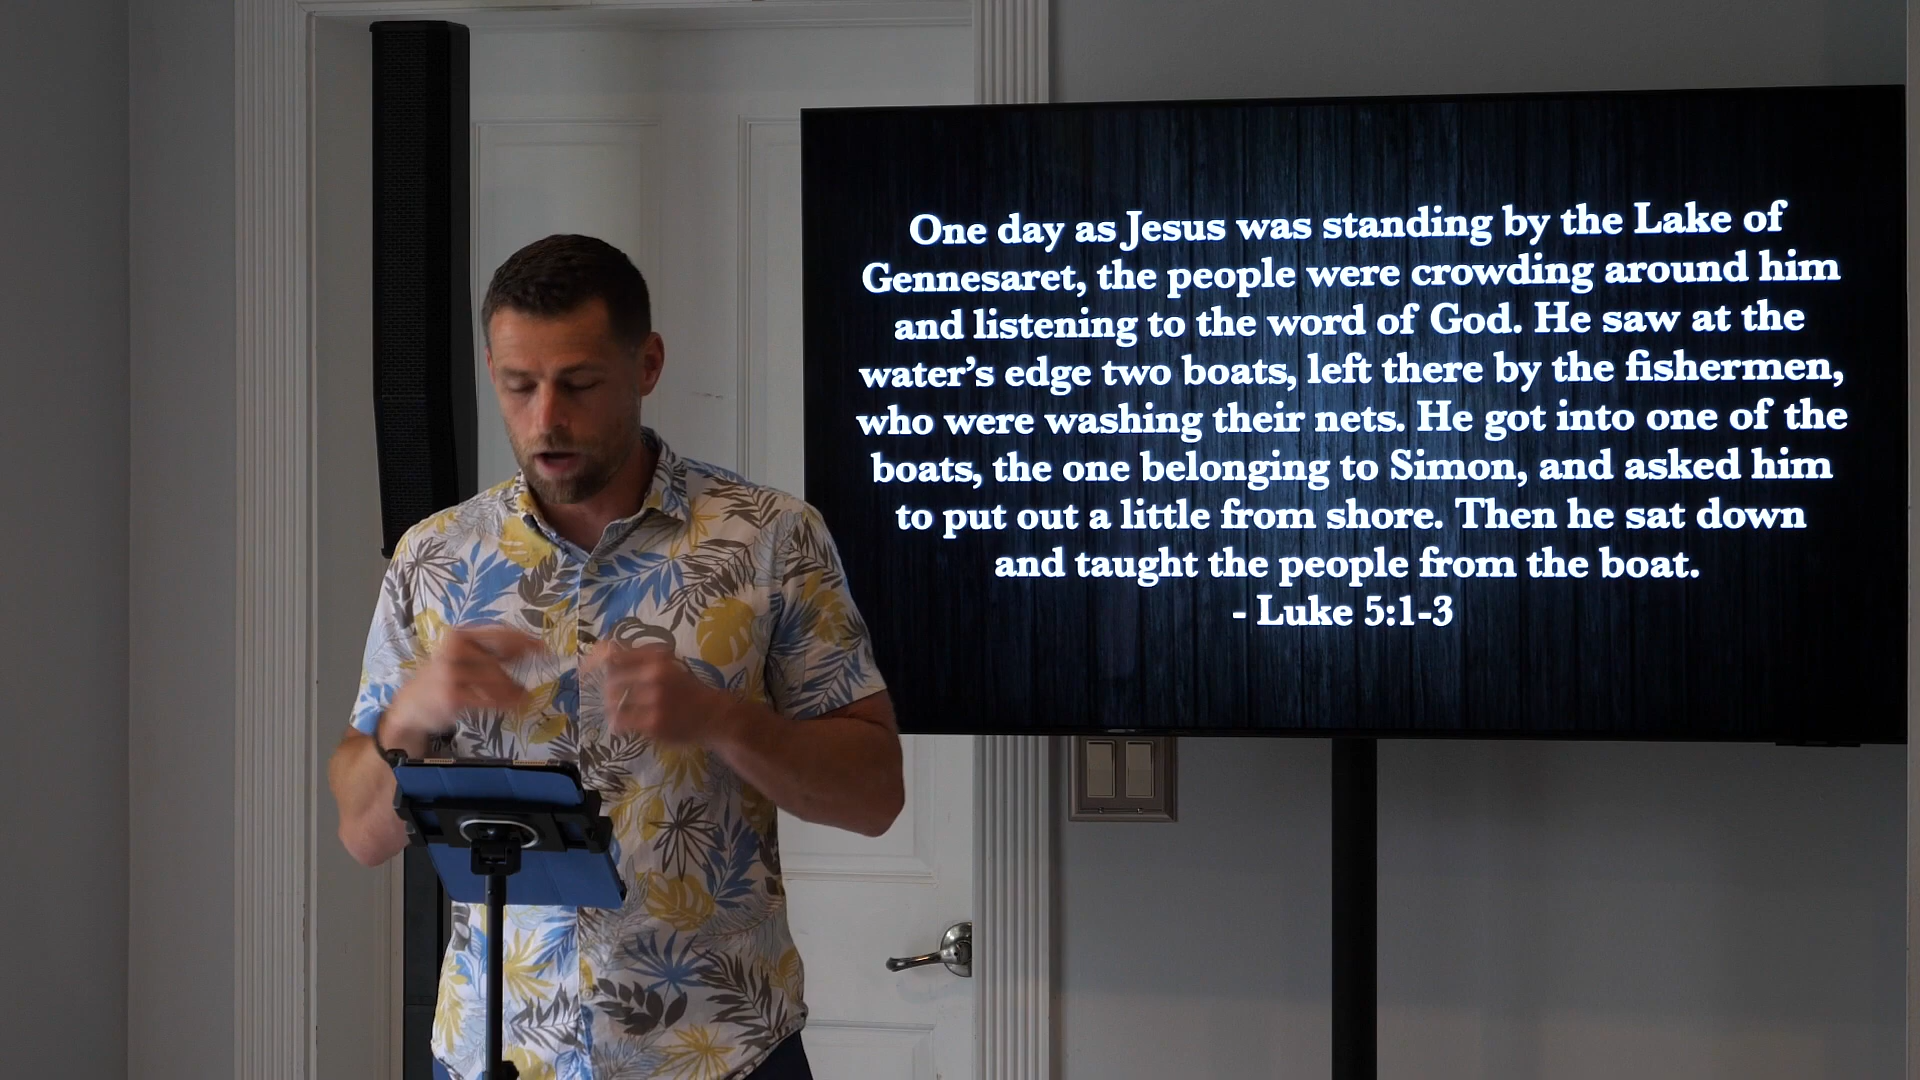 One day as Jesus was standing by the Lake of
Gennesaret, the people were crowding around him
and listening to the word of God. He saw at the
water’s edge two boats, left there by the fishermen,
who were washing their nets. He got into one of the
boats, the one belonging to Simon, and asked him
to put out a little from shore. Then he sat down
and taught the people from the boat.
- Luke 5:1-3